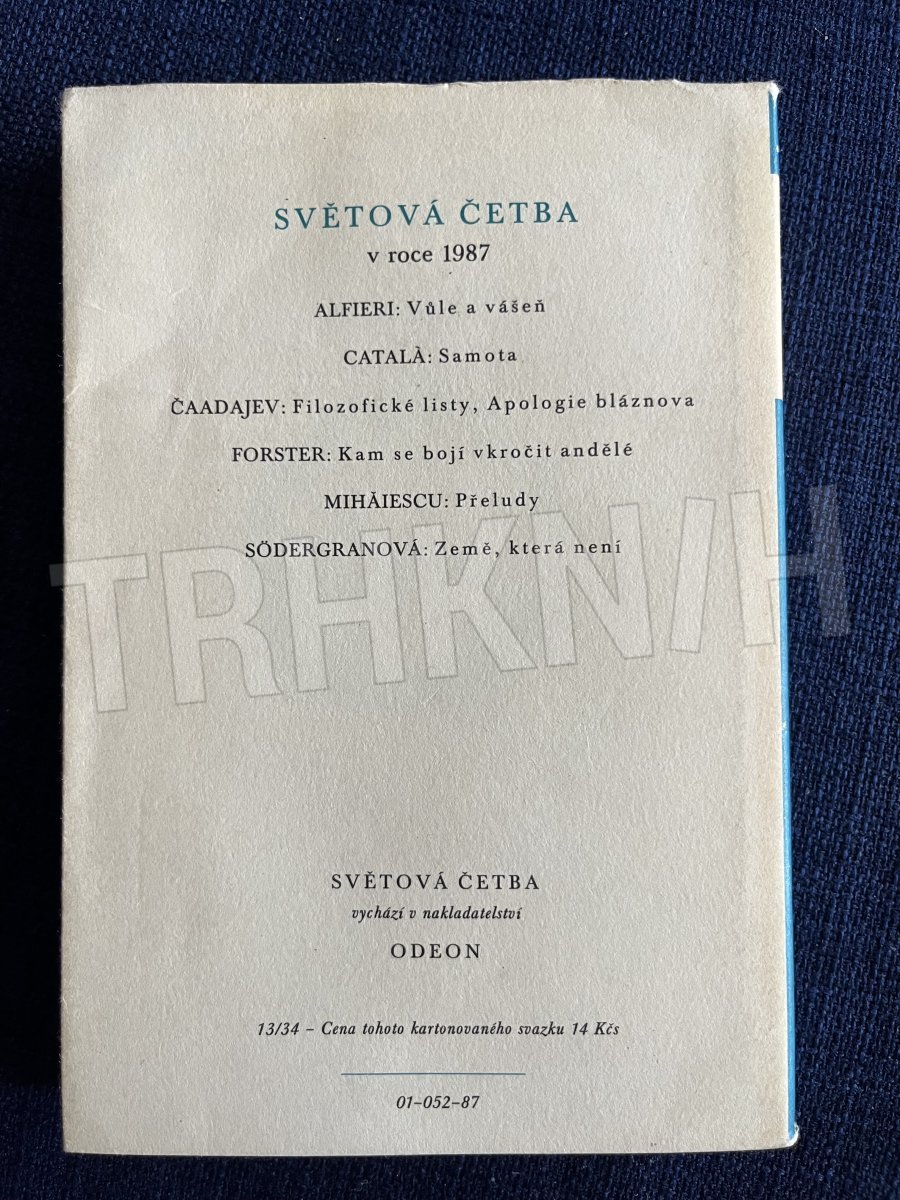 SVĚTOVÁ ČETBA
v roce 1987
ALFIERI: Vůle a vášeň
CATALÀ: Samota
ČAADAJEV: Filozofické listy, Apologie bláznova
FORSTER: Kam se bojí vkročit andělé
MIHĂIESCU: Přeludy
SÖDERGRANOVÁ: Země, která není
TRHKNIH
SVĚTOVÁ ČETBA
vychází v nakladatelství
ODEON
13/34 – Cena tohoto kartonovaného svazku 14 Kčs
01–052–87